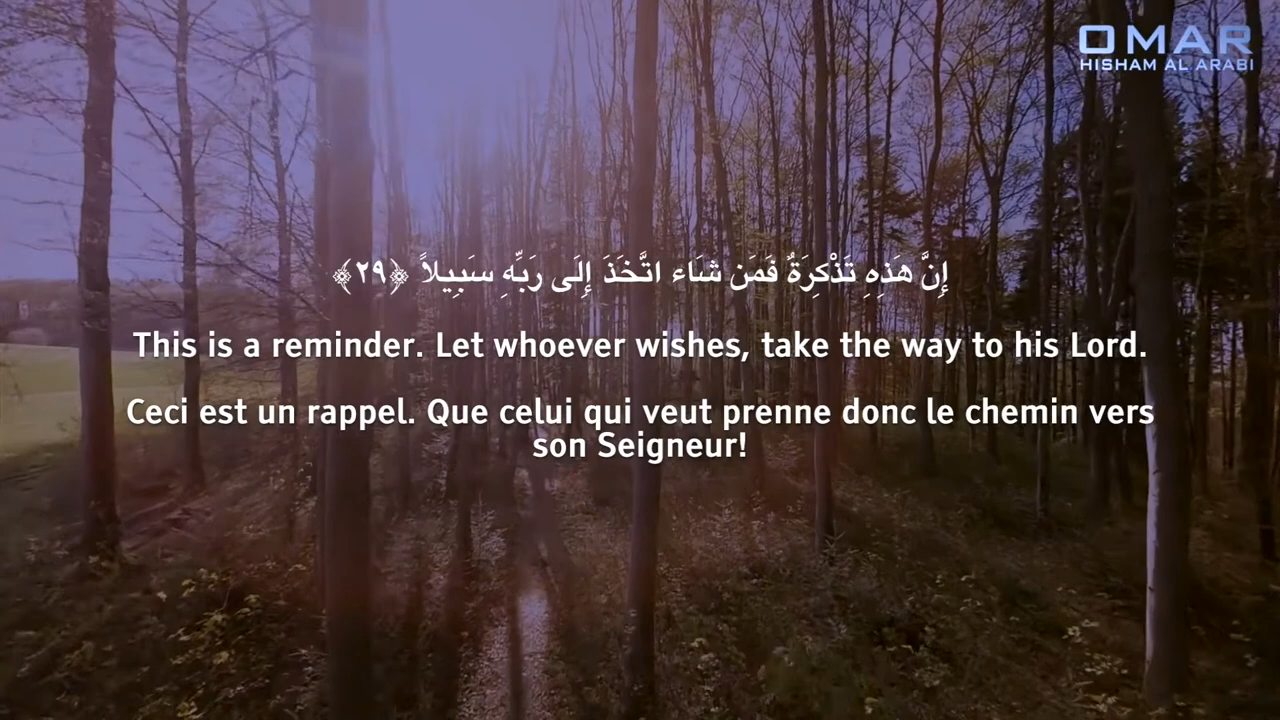 OMAR
HISHAM AL ARABI
إِنَّ هَذِهِ تَذْكِرَةٌ فَمَن شَاء اتَّخَذَ إِلَى رَبِّهِ سَبِيلاً ﴿٢٩﴾
This is a reminder. Let whoever wishes, take the way to his Lord.
Ceci est un rappel. Que celui qui veut prenne donc le chemin vers
son Seigneur!